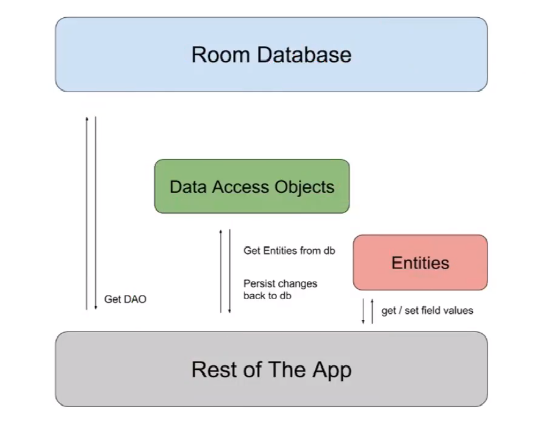 Room Database
Data Access Objects
Get Entities from db
Entities
Persist changes
back to db
Get DAO
get / set field values
Rest of The App